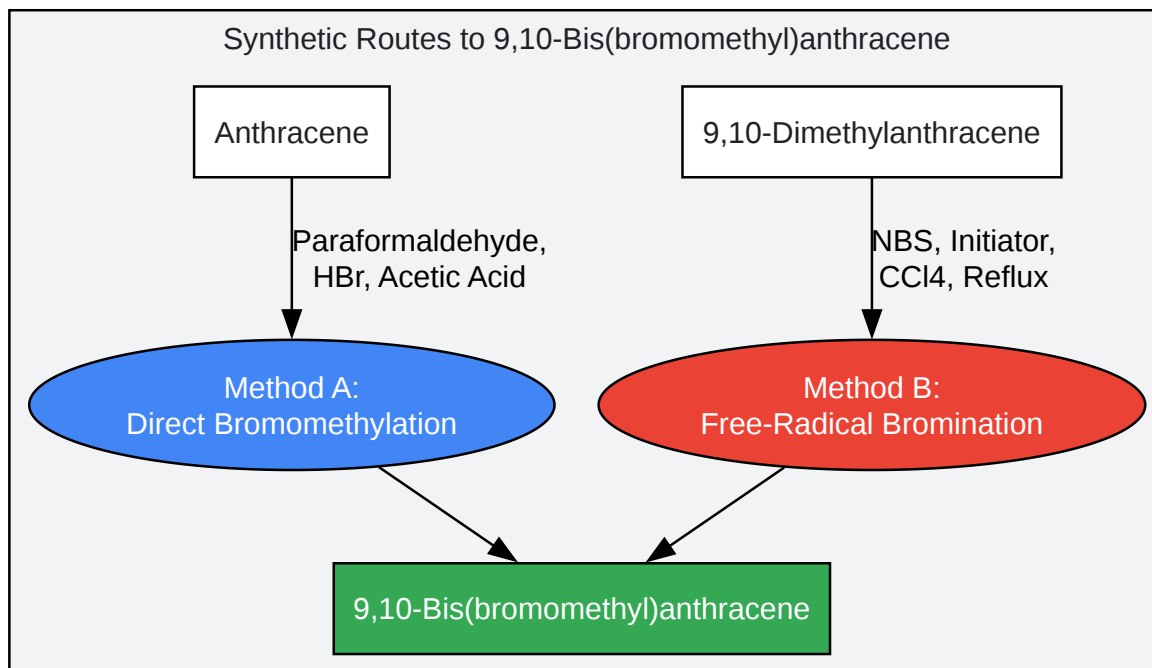 Synthetic Routes to 9,10-Bis(bromomethyl)anthracene
Anthracene
9,10-Dimethylanthracene
Paraformaldehyde,
HBr, Acetic Acid
NBS, Initiator,
CCl4, Reflux
Method A:
Direct Bromomethylation
Method B:
Free-Radical Bromination
9,10-Bis(bromomethyl)anthracene